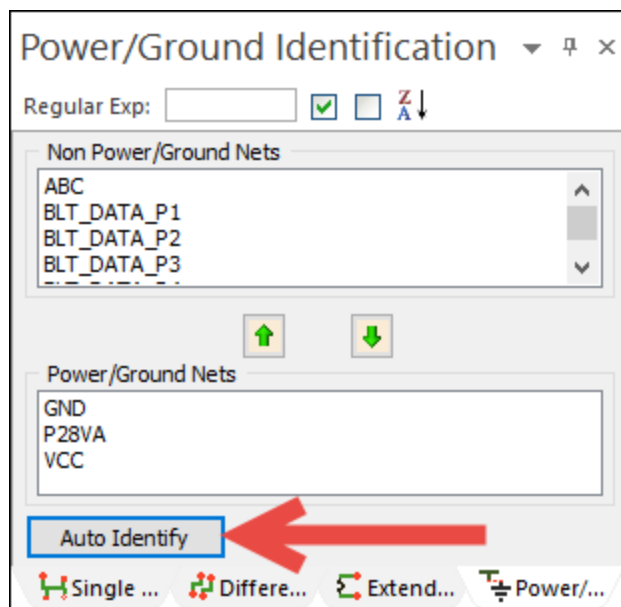 Power/Ground Identification
Regular Exp:
Non Power/Ground Nets
ABC
BLT_DATA_P1
BLT_DATA_P2
BLT_DATA_P3
Power/Ground Nets
GND
P28VA
VCC
Auto Identify
Single ... Differe... Extend... Power/...